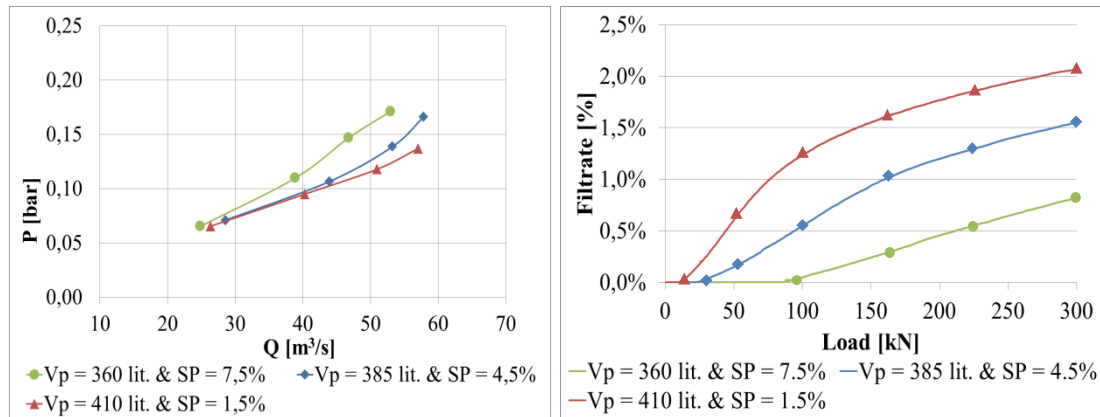 0,25
0,20
0,15
0,10
0,05
0,00
P [bar]
10 20 30 40 50 60 70
Q [m³/s]
Vp = 360 lit. & SP = 7,5% Vp = 385 lit. & SP = 4,5%
Vp = 410 lit. & SP = 1,5%
2,5%
2,0%
1,5%
1,0%
0,5%
0,0%
Filtrate [%]
0 50 100 150 200 250 300
Load [kN]
Vp = 360 lit. & SP = 7.5% Vp = 385 lit. & SP = 4.5%
Vp = 410 lit. & SP = 1.5%